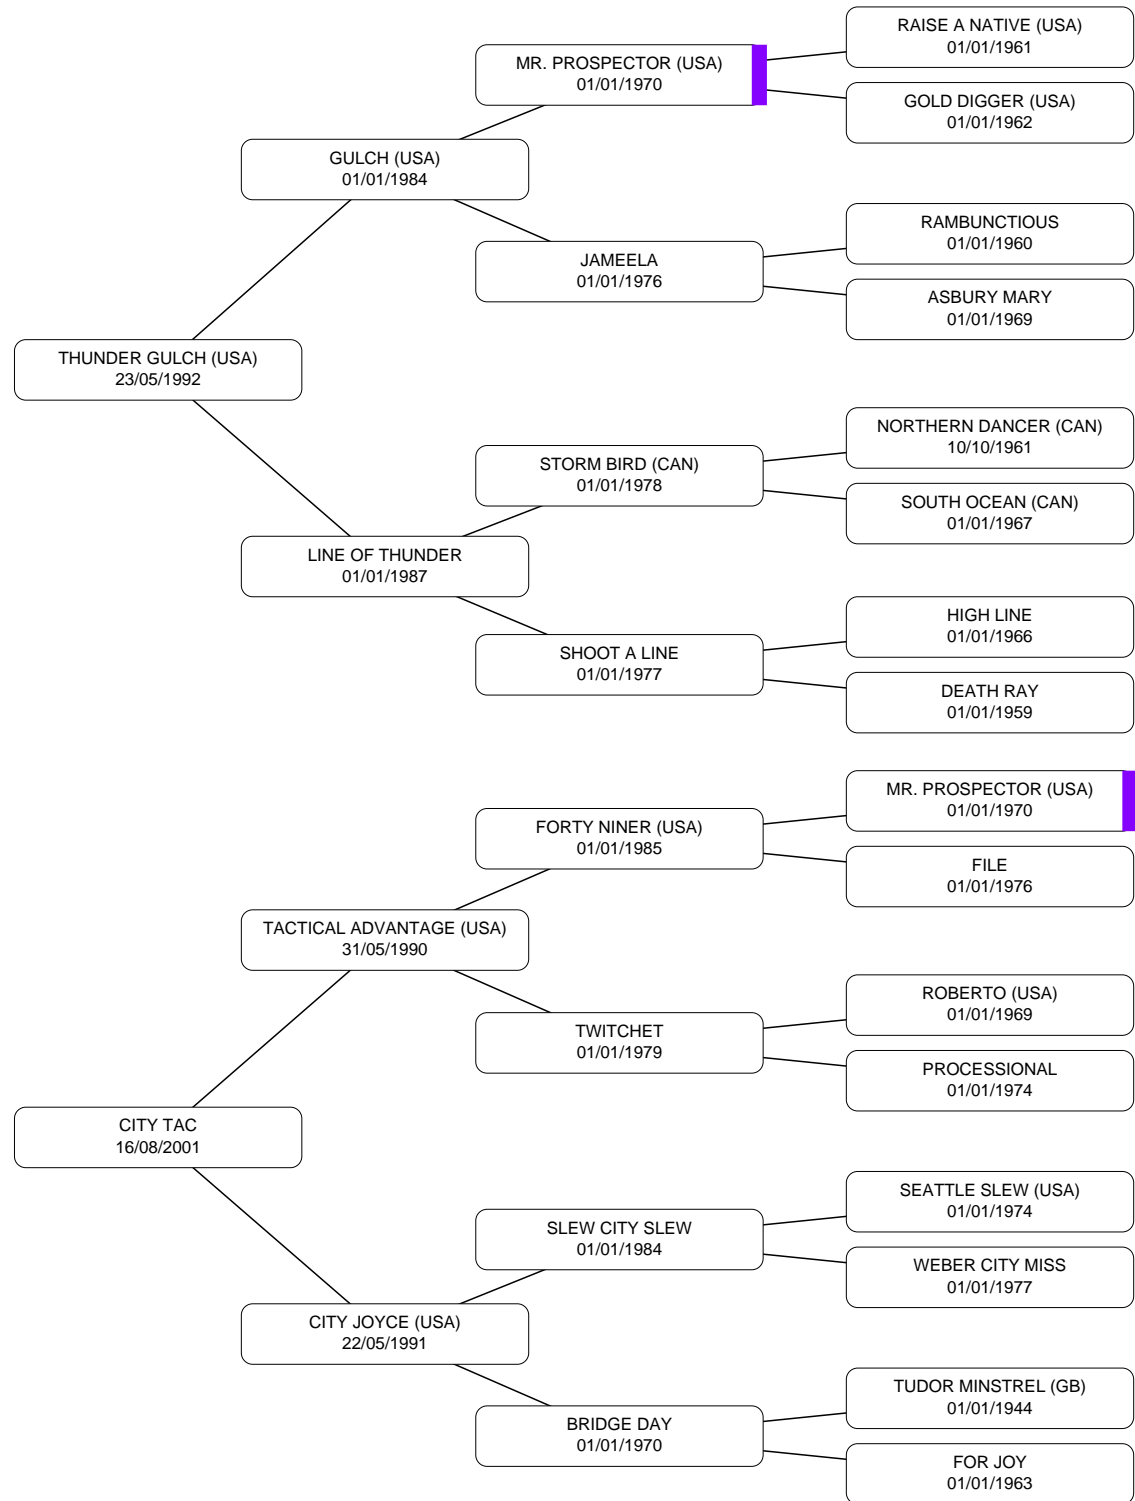 RAISE A NATIVE (USA)
01/01/1961
MR. PROSPECTOR (USA)
01/01/1970
GOLD DIGGER (USA)
01/01/1962
GULCH (USA)
01/01/1984
RAMBUNCTIOUS
01/01/1960
JAMEELA
01/01/1976
ASBURY MARY
01/01/1969
THUNDER GULCH (USA)
23/05/1992
NORTHERN DANCER (CAN)
10/10/1961
STORM BIRD (CAN)
01/01/1978
SOUTH OCEAN (CAN)
01/01/1967
LINE OF THUNDER
01/01/1987
HIGH LINE
01/01/1966
SHOOT A LINE
01/01/1977
DEATH RAY
01/01/1959
MR. PROSPECTOR (USA)
01/01/1970
FORTY NINER (USA)
01/01/1985
FILE
01/01/1976
TACTICAL ADVANTAGE (USA)
31/05/1990
ROBERTO (USA)
01/01/1969
TWITCHET
01/01/1979
PROCESSIONAL
01/01/1974
CITY TAC
16/08/2001
SEATTLE SLEW (USA)
01/01/1974
SLEW CITY SLEW
01/01/1984
WEBER CITY MISS
01/01/1977
CITY JOYCE (USA)
22/05/1991
TUDOR MINSTREL (GB)
01/01/1944
BRIDGE DAY
01/01/1970
FOR JOY
01/01/1963